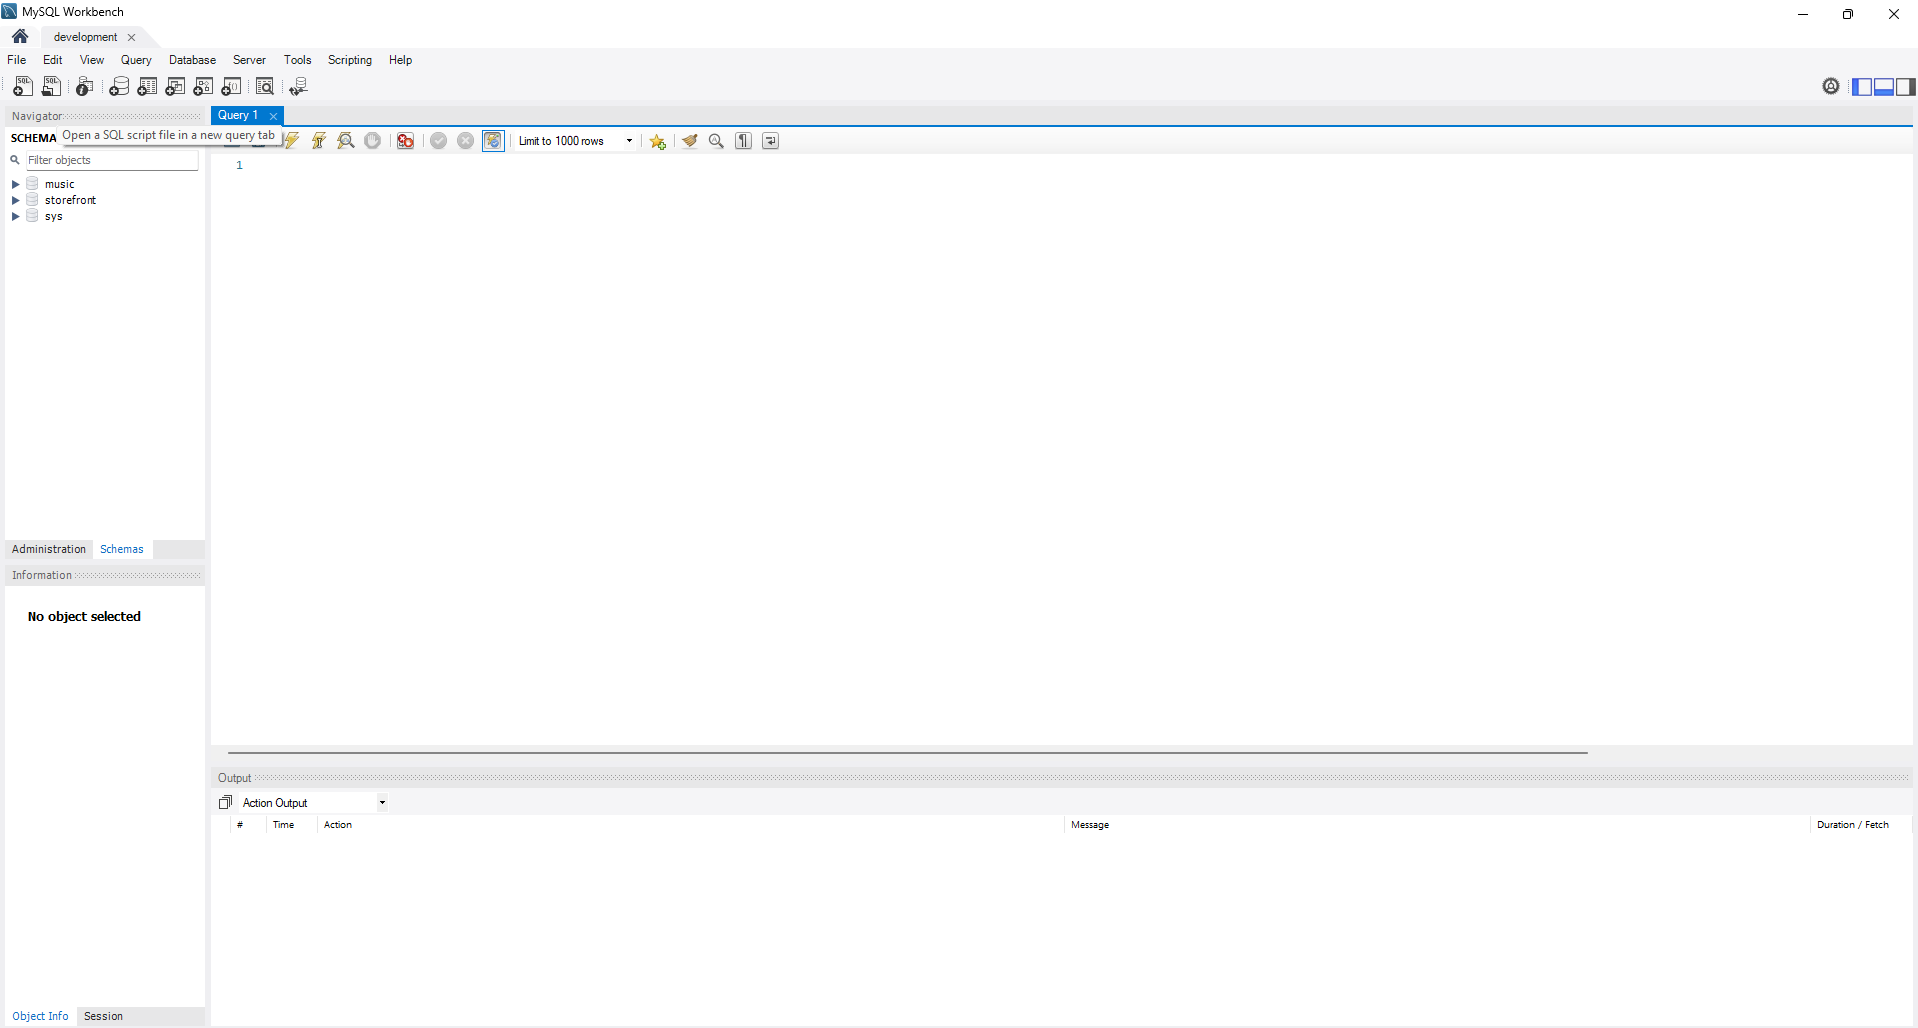 MySQL Workbench
development
File Edit View Query Database Server Tools Scripting Help
SQL SQL
Navigator
Query 1
SCHEMA
Open a SQL script file in a new query tab
Limit to 1000 rows
Filter objects
1
music
storefront
sys
Administration Schemas
Information
No object selected
Output
Action Output
# Time Action Message Duration / Fetch
Object Info Session